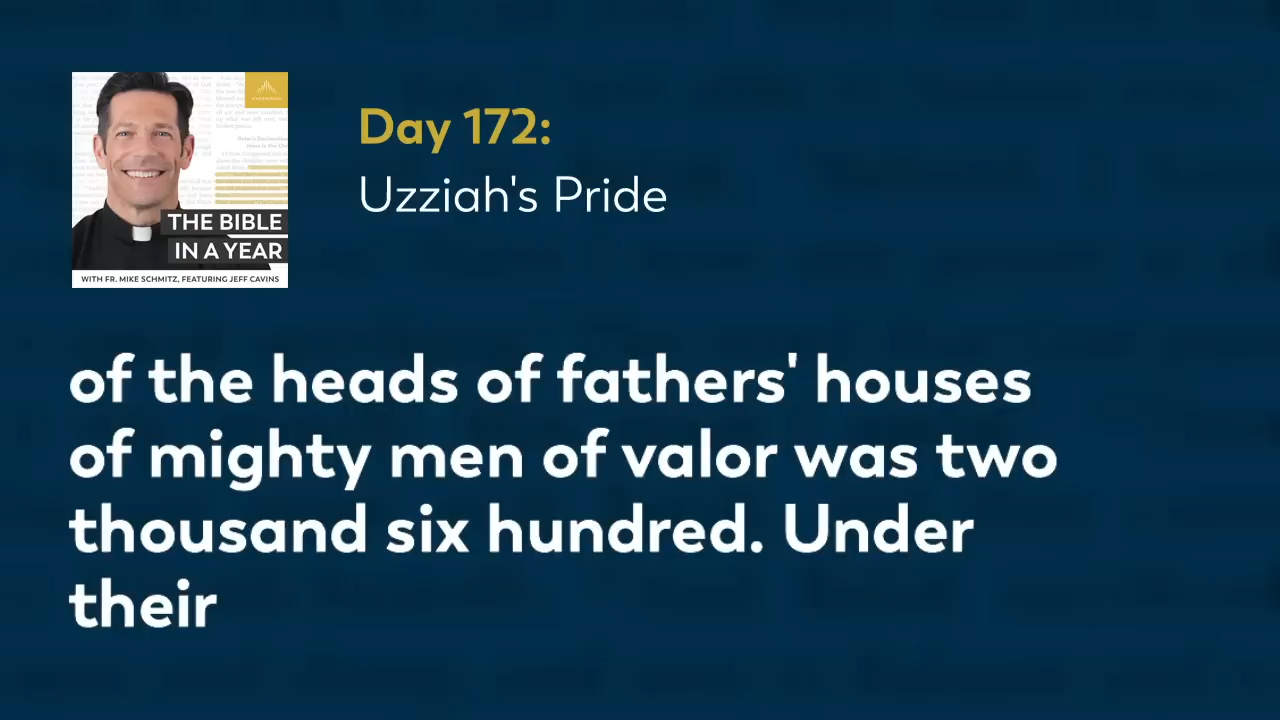 Day 172:
Uzziah's Pride
THE BIBLE
IN A YEAR
WITH FR. MIKE SCHMITZ, FEATURING JEFF CAVINS
of the heads of fathers' houses
of mighty men of valor was two
thousand six hundred. Under
their